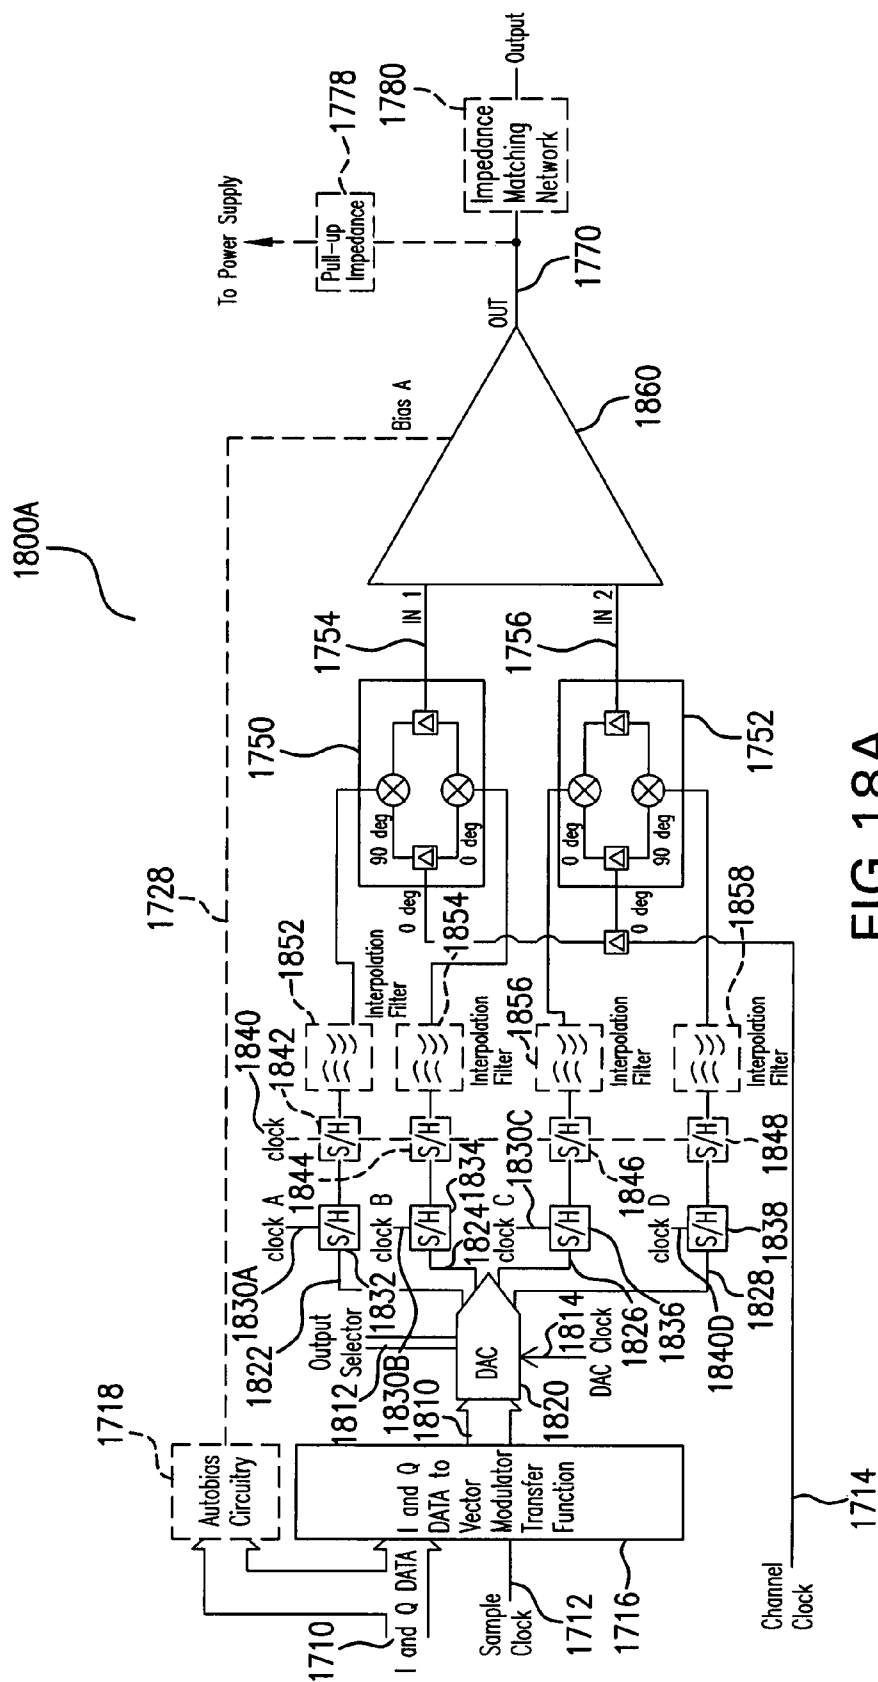 1800A
To Power Supply
1778
Pull-up
Impedance
1780
Impedance
Matching
Network
Output
1770
OUT
Bias A
1860
1728
1718
Autobias
Circuitry
1710
I and Q DATA
I and Q
DATA to
Vector
Modulator
Transfer
Function
Sample
Clock
1712
1716
1810
1812
Output
Selector
DAC
1820
1814
DAC Clock
1822
1824
1826
1828
1830A
clock A
S/H
1832
1830B
clock B
S/H
1834
1830C
clock C
S/H
1836
1840D
clock D
S/H
1838
1840
clock
1842
S/H
1844
S/H
1846
S/H
1848
S/H
1852
Interpolation
Filter
1854
Interpolation
Filter
1856
Interpolation
Filter
1858
Interpolation
Filter
1750
90 deg
0 deg
0 deg
1752
0 deg
90 deg
0 deg
1754
IN 1
1756
IN 2
Channel
Clock
1714
FIG. 18A